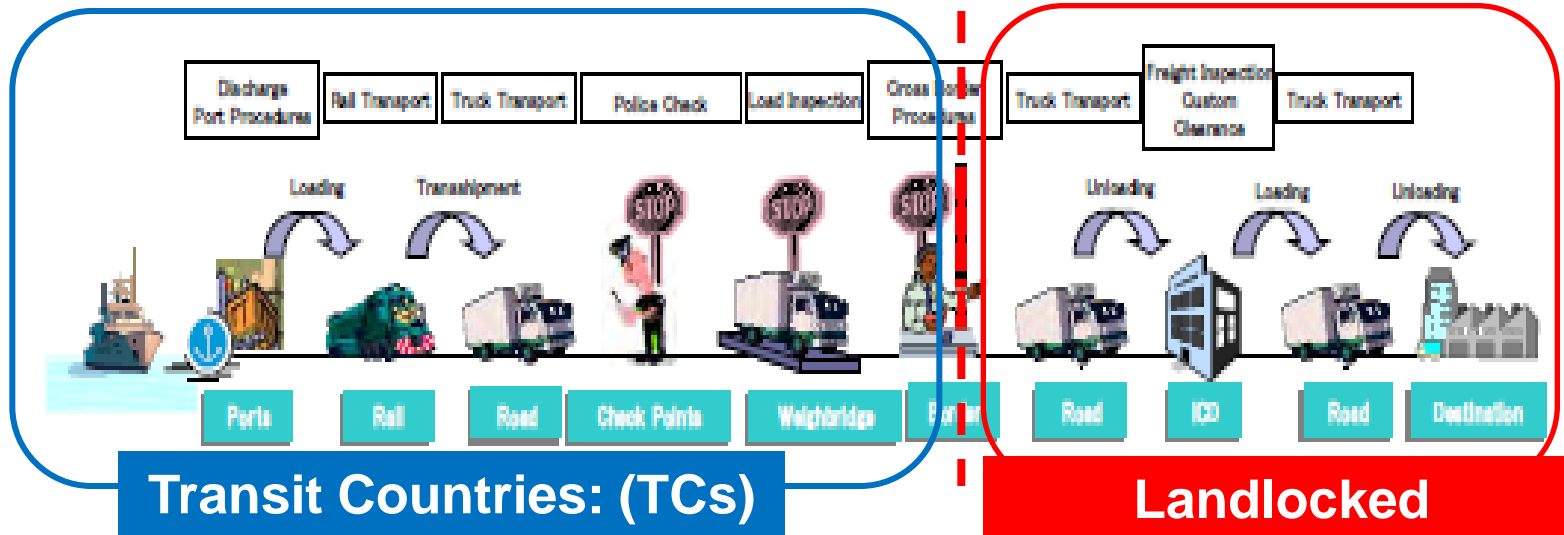 Discharge
Port Procedures
Rail Transport
Truck Transport
Police Check
Load Inspection
Cross Border
Procedures
Truck Transport
Freight Inspection
Custom
Clearance
Truck Transport
Loading
Transshipment
STOP
STOP
STOP
Unloading
Loading
Unloading
Ports
Rail
Road
Check Points
Weighbridge
Border
Road
ICD
Road
Destination
Transit Countries: (TCs)
Landlocked